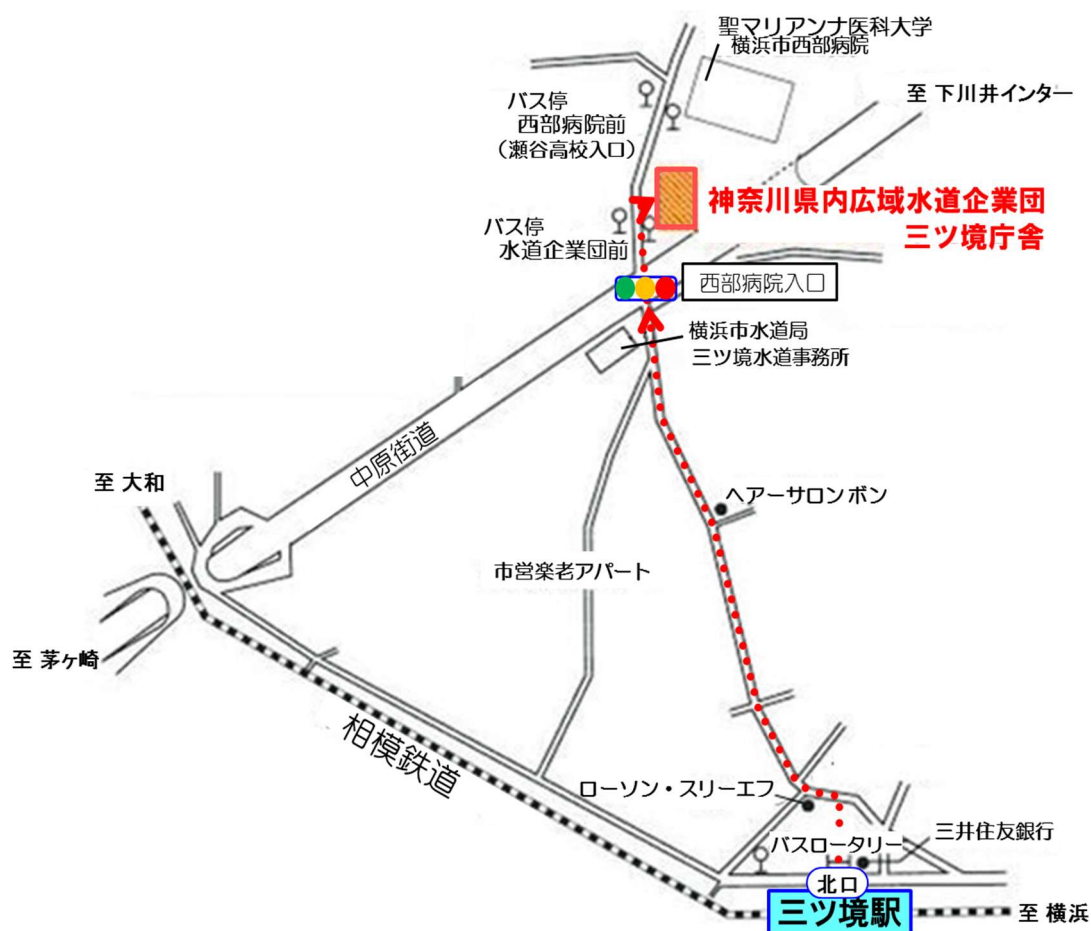 聖マリアンナ医科大学
横浜市西部病院
至 下川井インター
バス停
西部病院前
（瀬谷高校入口）
神奈川県内広域水道企業団
三ツ境庁舎
バス停
水道企業団前
西部病院入口
横浜市水道局
三ツ境水道事務所
中原街道
至 大和
ヘアーサロン ボン
市営楽老アパート
至 茅ヶ崎
相模鉄道
ローソン・スリーエフ
三井住友銀行
バスロータリー
北口
三ツ境駅
至 横浜